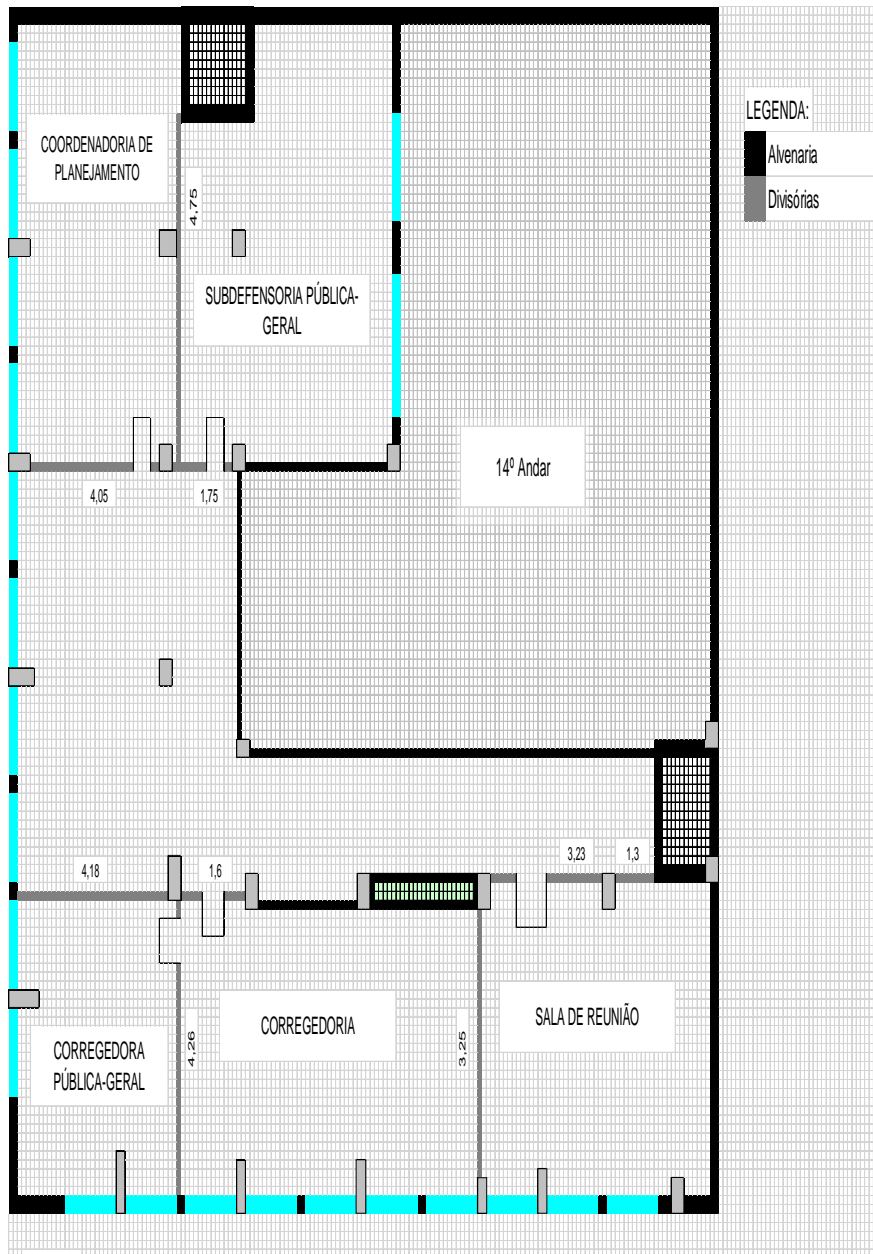 LEGENDA:
Alvenaria
Divisórias
COORDENADORIA DE
PLANEJAMENTO
4,75
SUBDEFENSORIA PÚBLICA-
GERAL
14º Andar
4,05
1,75
4,18
1,6
3,23
1,3
CORREGEDORA
PÚBLICA-GERAL
4,26
CORREGEDORIA
3,25
SALA DE REUNIÃO